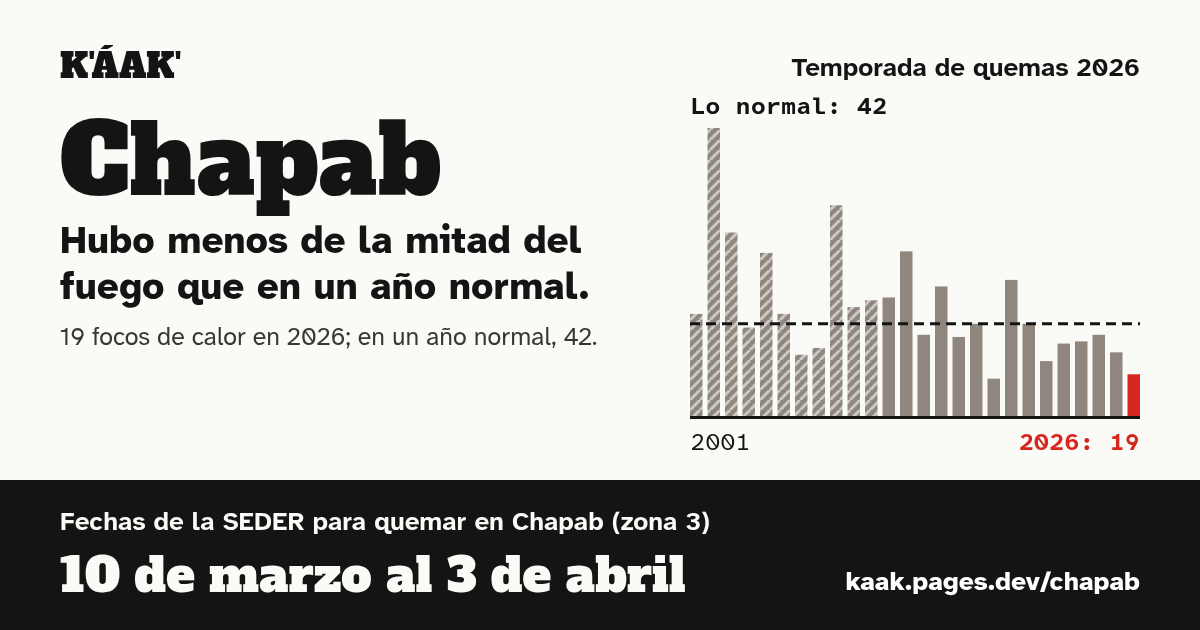 K'ÁAK'
Chapab
Hubo menos de la mitad del
fuego que en un año normal.
19 focos de calor en 2026; en un año normal, 42.
Temporada de quemas 2026
Lo normal: 42
2001
2026: 19
Fechas de la SEDER para quemar en Chapab (zona 3)
10 de marzo al 3 de abril
kaak.pages.dev/chapab